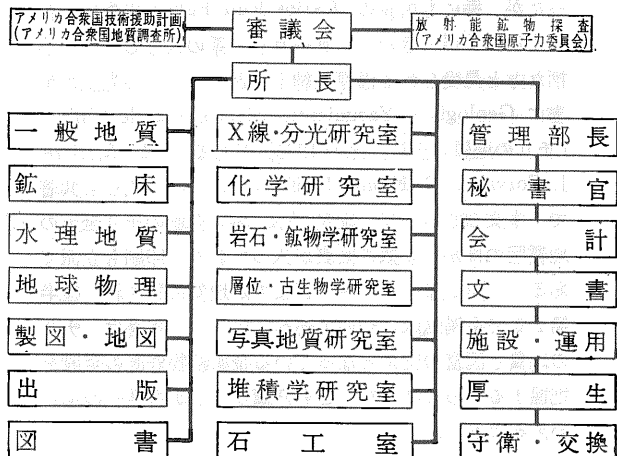 アメリカ合衆国技術援助計画
(アメリカ合衆国地質調査所)
審議会
放射能鉱物探査
(アメリカ合衆国原子力委員会)
所長
一般地質
鉱床
水理地質
地球物理
製図・地図
出版
図書
X線・分光研究室
化学研究室
岩石・鉱物学研究室
層位・古生物学研究室
写真地質研究室
堆積学研究室
石工室
管理部長
秘書官
会計
文書
施設・運用
厚生
守衛・交換